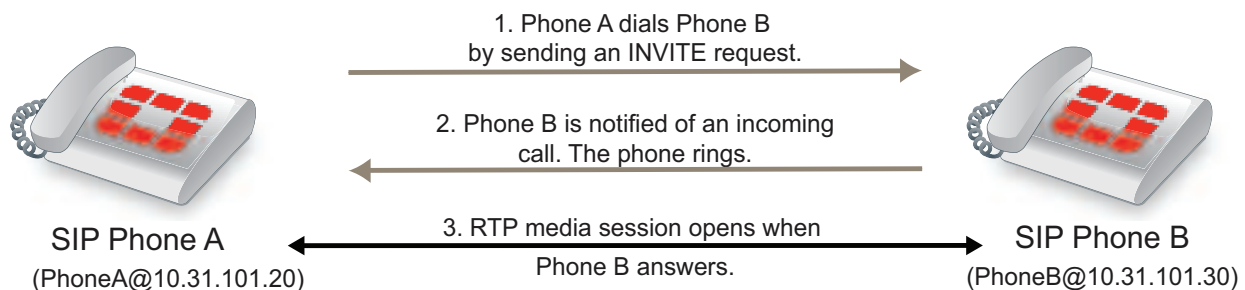 1. Phone A dials Phone B
by sending an INVITE request.
2. Phone B is notified of an incoming
call. The phone rings.
3. RTP media session opens when
Phone B answers.
SIP Phone A
(PhoneA@10.31.101.20)
SIP Phone B
(PhoneB@10.31.101.30)